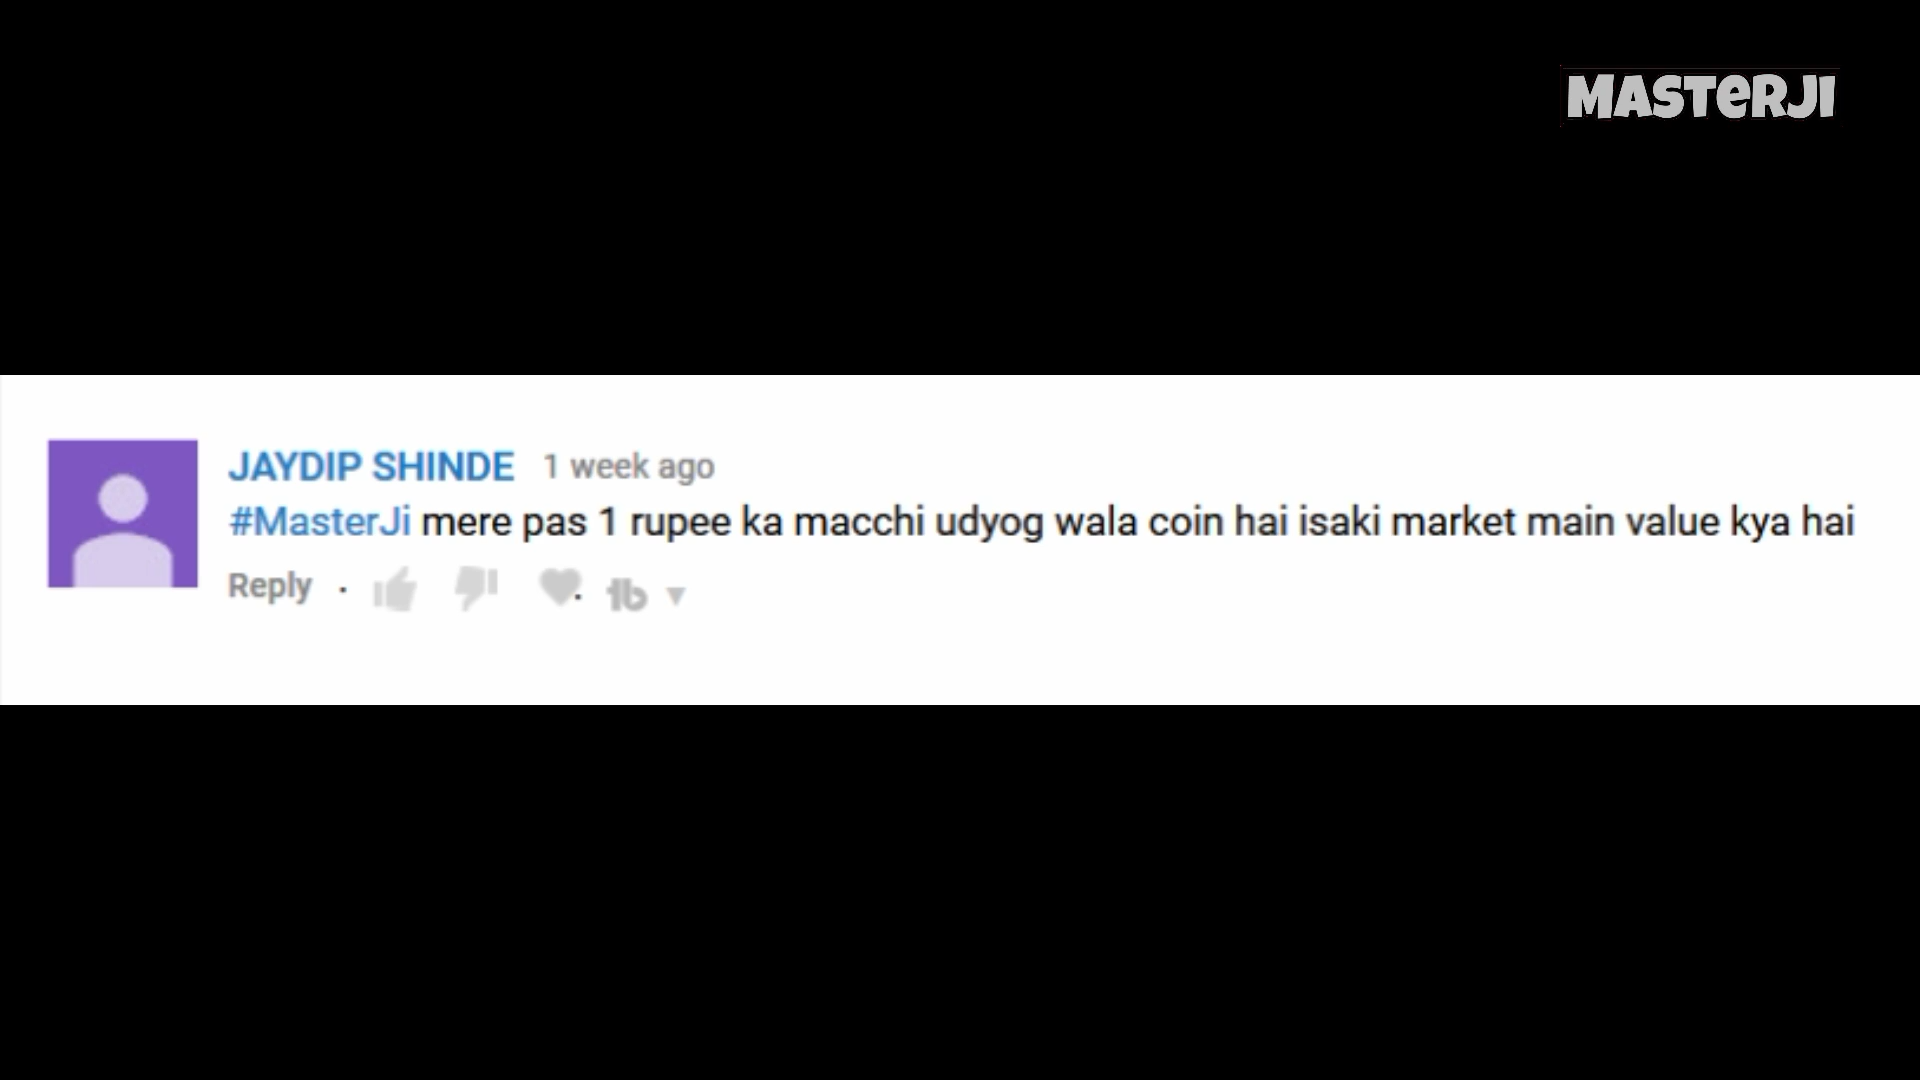 MASTERJI
JAYDIP SHINDE 1 week ago
#MasterJi mere pas 1 rupee ka macchi udyog wala coin hai isaki market main value kya hai
Reply · tb ▼